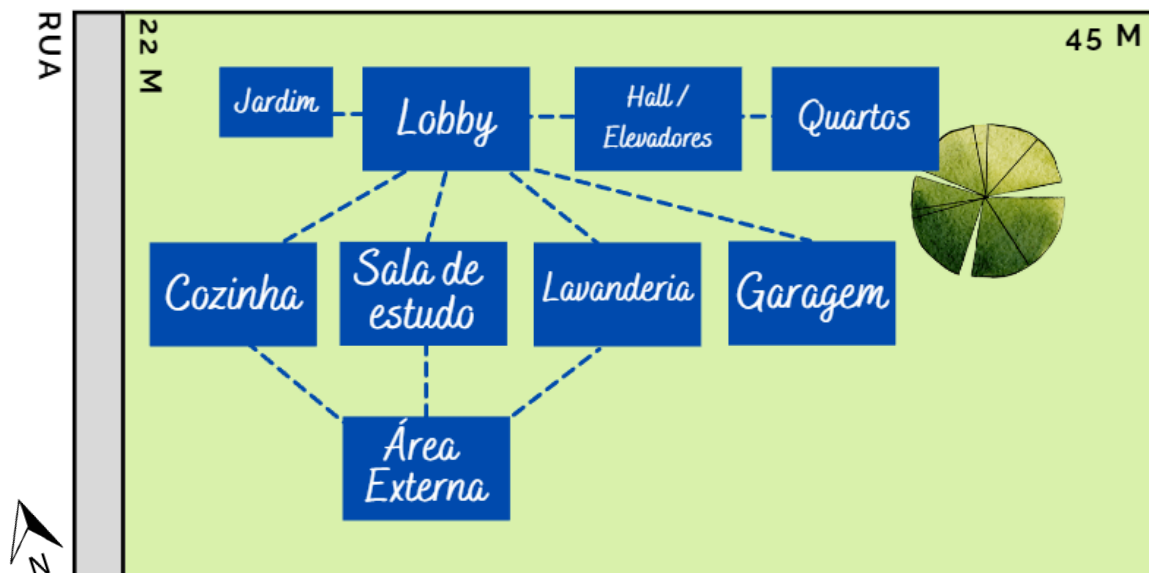 RUA
22 M
45 M
Jardim
Lobby
Hall /
Elevadores
Quartos
Cozinha
Sala de
estudo
Lavanderia
Garagem
Área
Externa
N